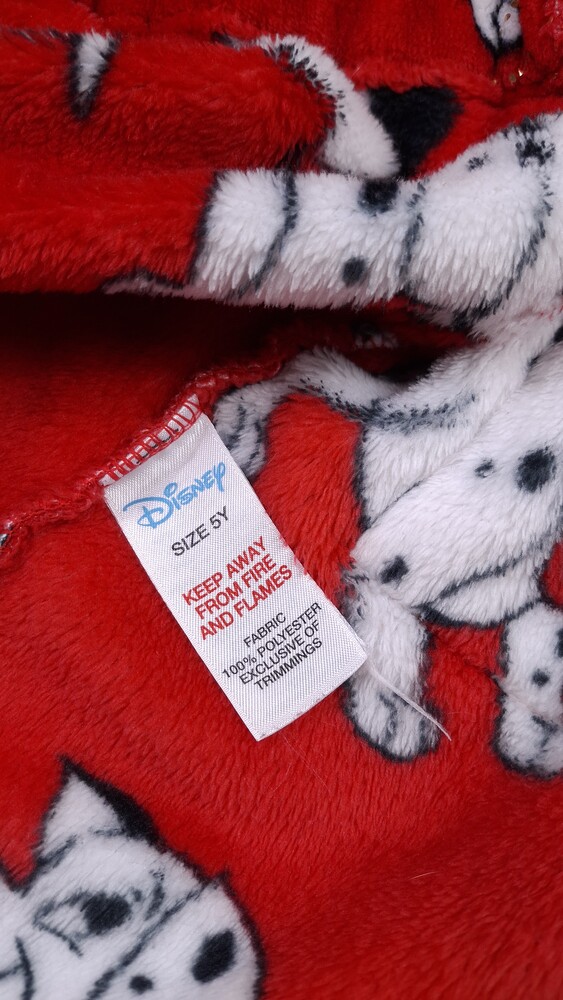 Disney
SIZE 5Y
KEEP AWAY
FROM FIRE
AND FLAMES
FABRIC
100% POLYESTER
EXCLUSIVE OF
TRIMMINGS